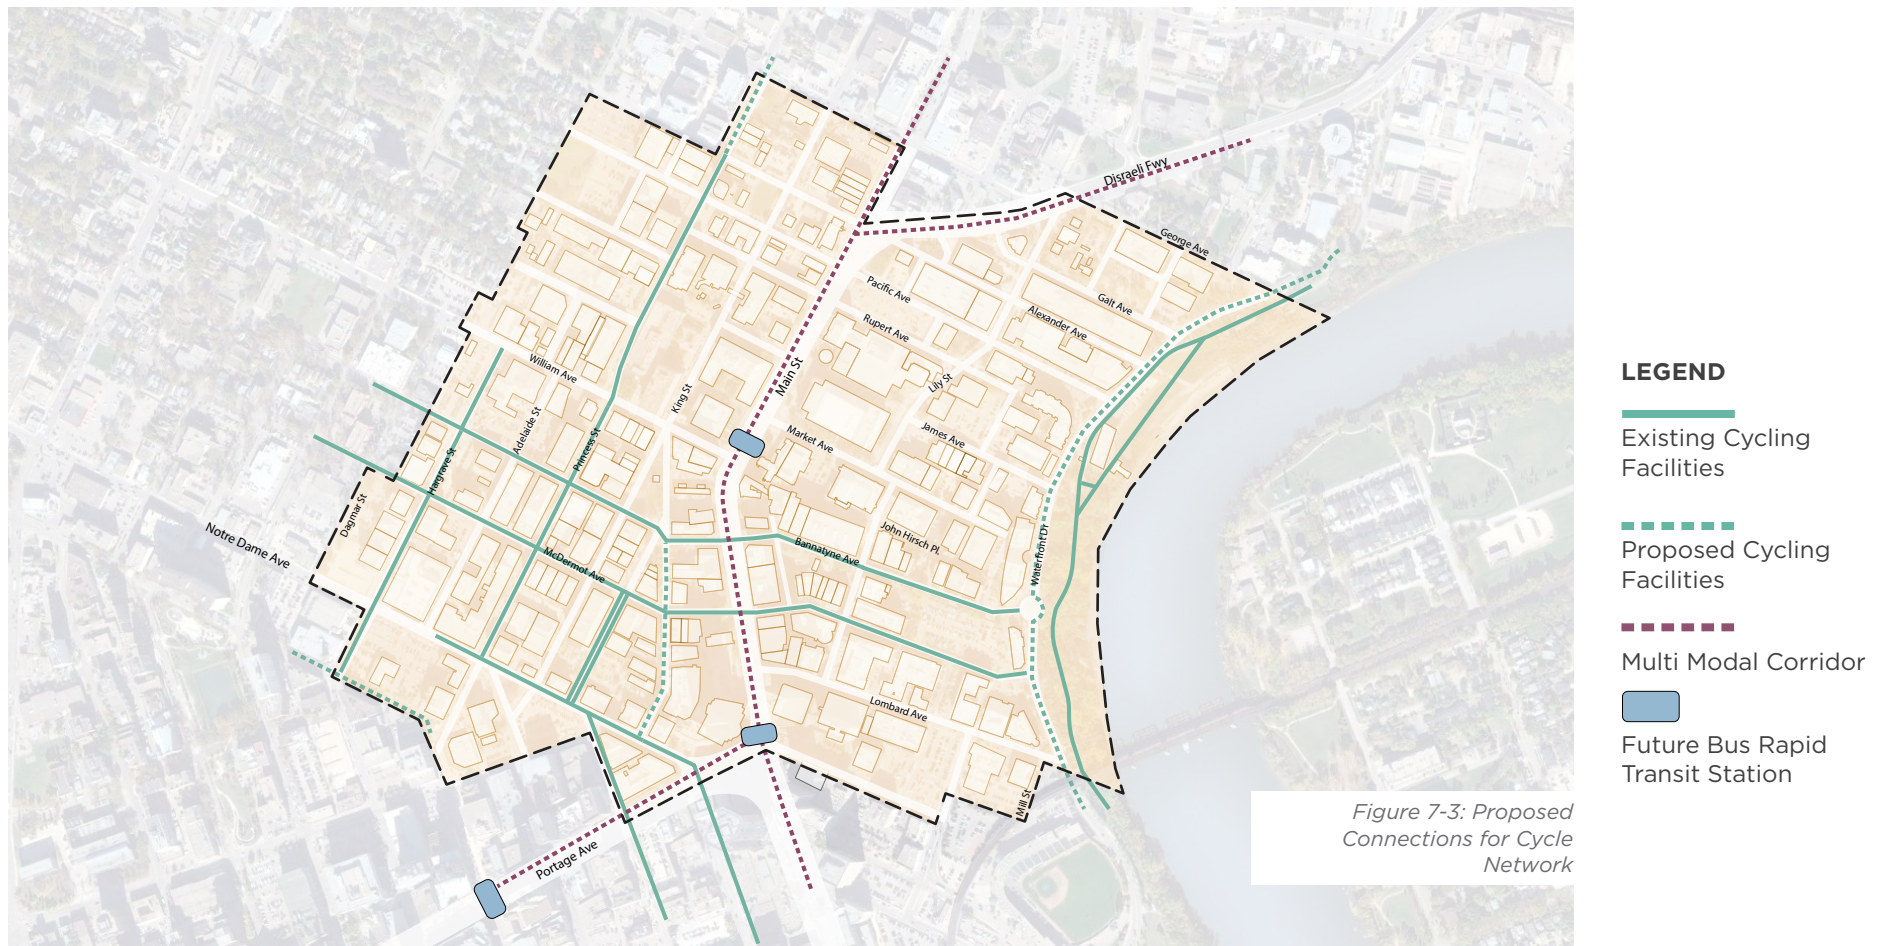 Disraeli Fwy
George Ave
Pacific Ave
Galt Ave
Alexander Ave
Rupert Ave
William Ave
Main St
King St
Lily St
Adelaide St
Princess St
Market Ave
James Ave
Hargrave St
Dagmar St
Notre Dame Ave
John Hirsch Pl.
Bannatyne Ave
Waterfront Dr
McDermot Ave
Lombard Ave
Mill St
Portage Ave
LEGEND
Existing Cycling
Facilities
Proposed Cycling
Facilities
Multi Modal Corridor
Future Bus Rapid
Transit Station
Figure 7-3: Proposed
Connections for Cycle
Network